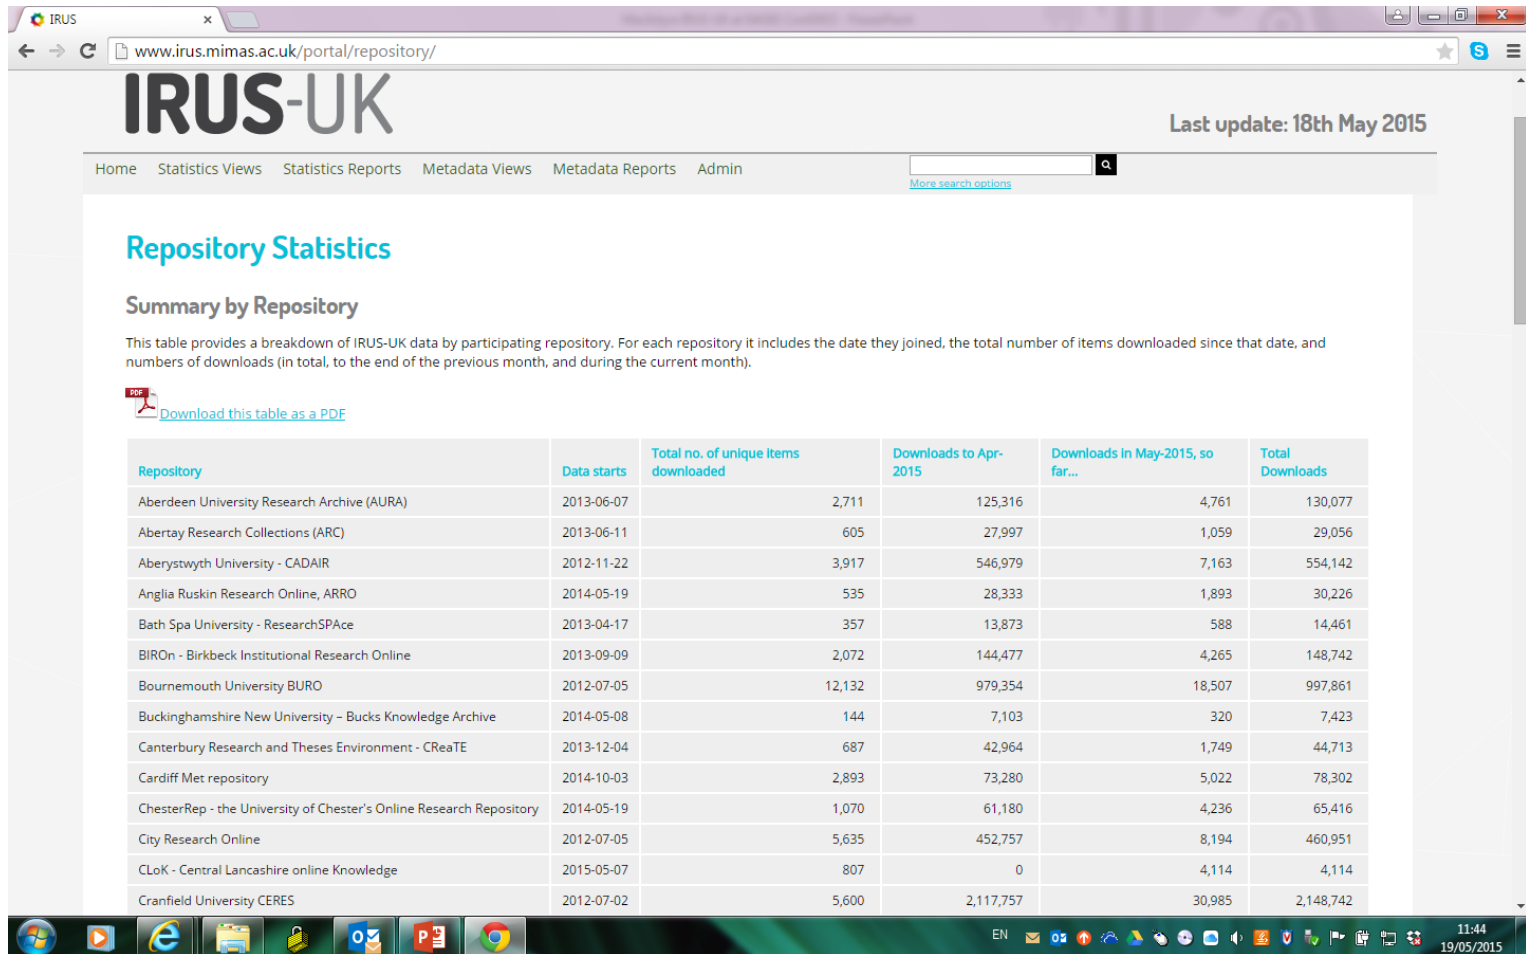 IRUS
www.irus.mimas.ac.uk/portal/repository/
IRUS-UK
Last update: 18th May 2015
Home Statistics Views Statistics Reports Metadata Views Metadata Reports Admin
More search options
Repository Statistics
Summary by Repository
This table provides a breakdown of IRUS-UK data by participating repository. For each repository it includes the date they joined, the total number of items downloaded since that date, and
numbers of downloads (in total, to the end of the previous month, and during the current month).
PDF
Download this table as a PDF
Repository Data starts Total no. of unique items downloaded Downloads to Apr-2015 Downloads in May-2015, so far... Total Downloads
Aberdeen University Research Archive (AURA) 2013-06-07 2,711 125,316 4,761 130,077
Abertay Research Collections (ARC) 2013-06-11 605 27,997 1,059 29,056
Aberystwyth University - CADAIR 2012-11-22 3,917 546,979 7,163 554,142
Anglia Ruskin Research Online, ARRO 2014-05-19 535 28,333 1,893 30,226
Bath Spa University - ResearchSPAce 2013-04-17 357 13,873 588 14,461
BIROn - Birkbeck Institutional Research Online 2013-09-09 2,072 144,477 4,265 148,742
Bournemouth University BURO 2012-07-05 12,132 979,354 18,507 997,861
Buckinghamshire New University – Bucks Knowledge Archive 2014-05-08 144 7,103 320 7,423
Canterbury Research and Theses Environment - CReaTE 2013-12-04 687 42,964 1,749 44,713
Cardiff Met repository 2014-10-03 2,893 73,280 5,022 78,302
ChesterRep - the University of Chester's Online Research Repository 2014-05-19 1,070 61,180 4,236 65,416
City Research Online 2012-07-05 5,635 452,757 8,194 460,951
CLoK - Central Lancashire online Knowledge 2015-05-07 807 0 4,114 4,114
Cranfield University CERES 2012-07-02 5,600 2,117,757 30,985 2,148,742
EN
11:44
19/05/2015